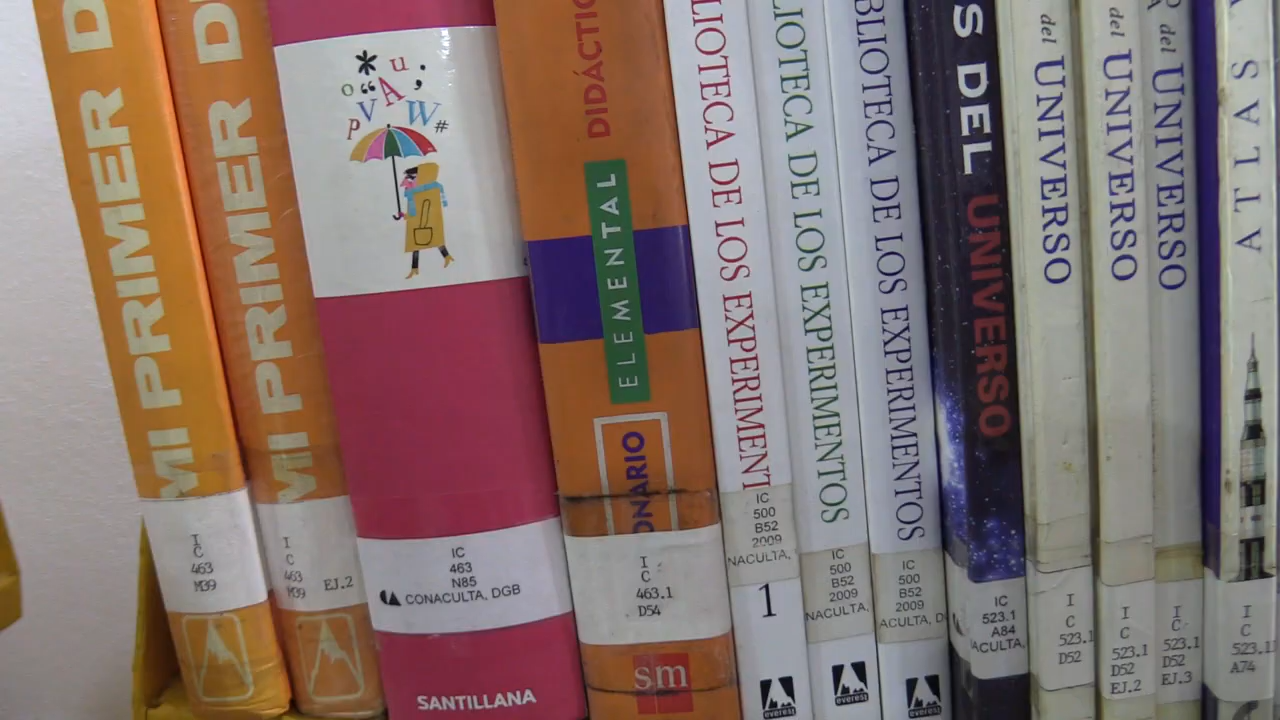 MI PRIMER D
I
C
463
M39
MI PRIMER D
I
C
463
M39 EJ.2
* u .
o “ A ,
p V W #
IC
463
N85
CONACULTA, DGB
SANTILLANA
DIDÁCTIC
ELEMENTAL
ONARIO
I
C
463.1
D54
sm
LIOTECA DE LOS EXPERIMENT
IC
500
B52
2009
NACULTA,
1
everest
LIOTECA DE LOS EXPERIMENTOS
IC
500
B52
2009
NACULTA,
everest
BLIOTECA DE LOS EXPERIMENTOS
IC
500
B52
2009
ACULTA, D
everest
S DEL UNIVERSO
IC
523.1
A84
ACULTA,
del UNIVERSO
I
C
523.1
D52
del UNIVERSO
I
C
523.1
D52
EJ.2
del UNIVERSO
I
C
523.1
D52
EJ.3
ATLAS
I
C
523.1
A74